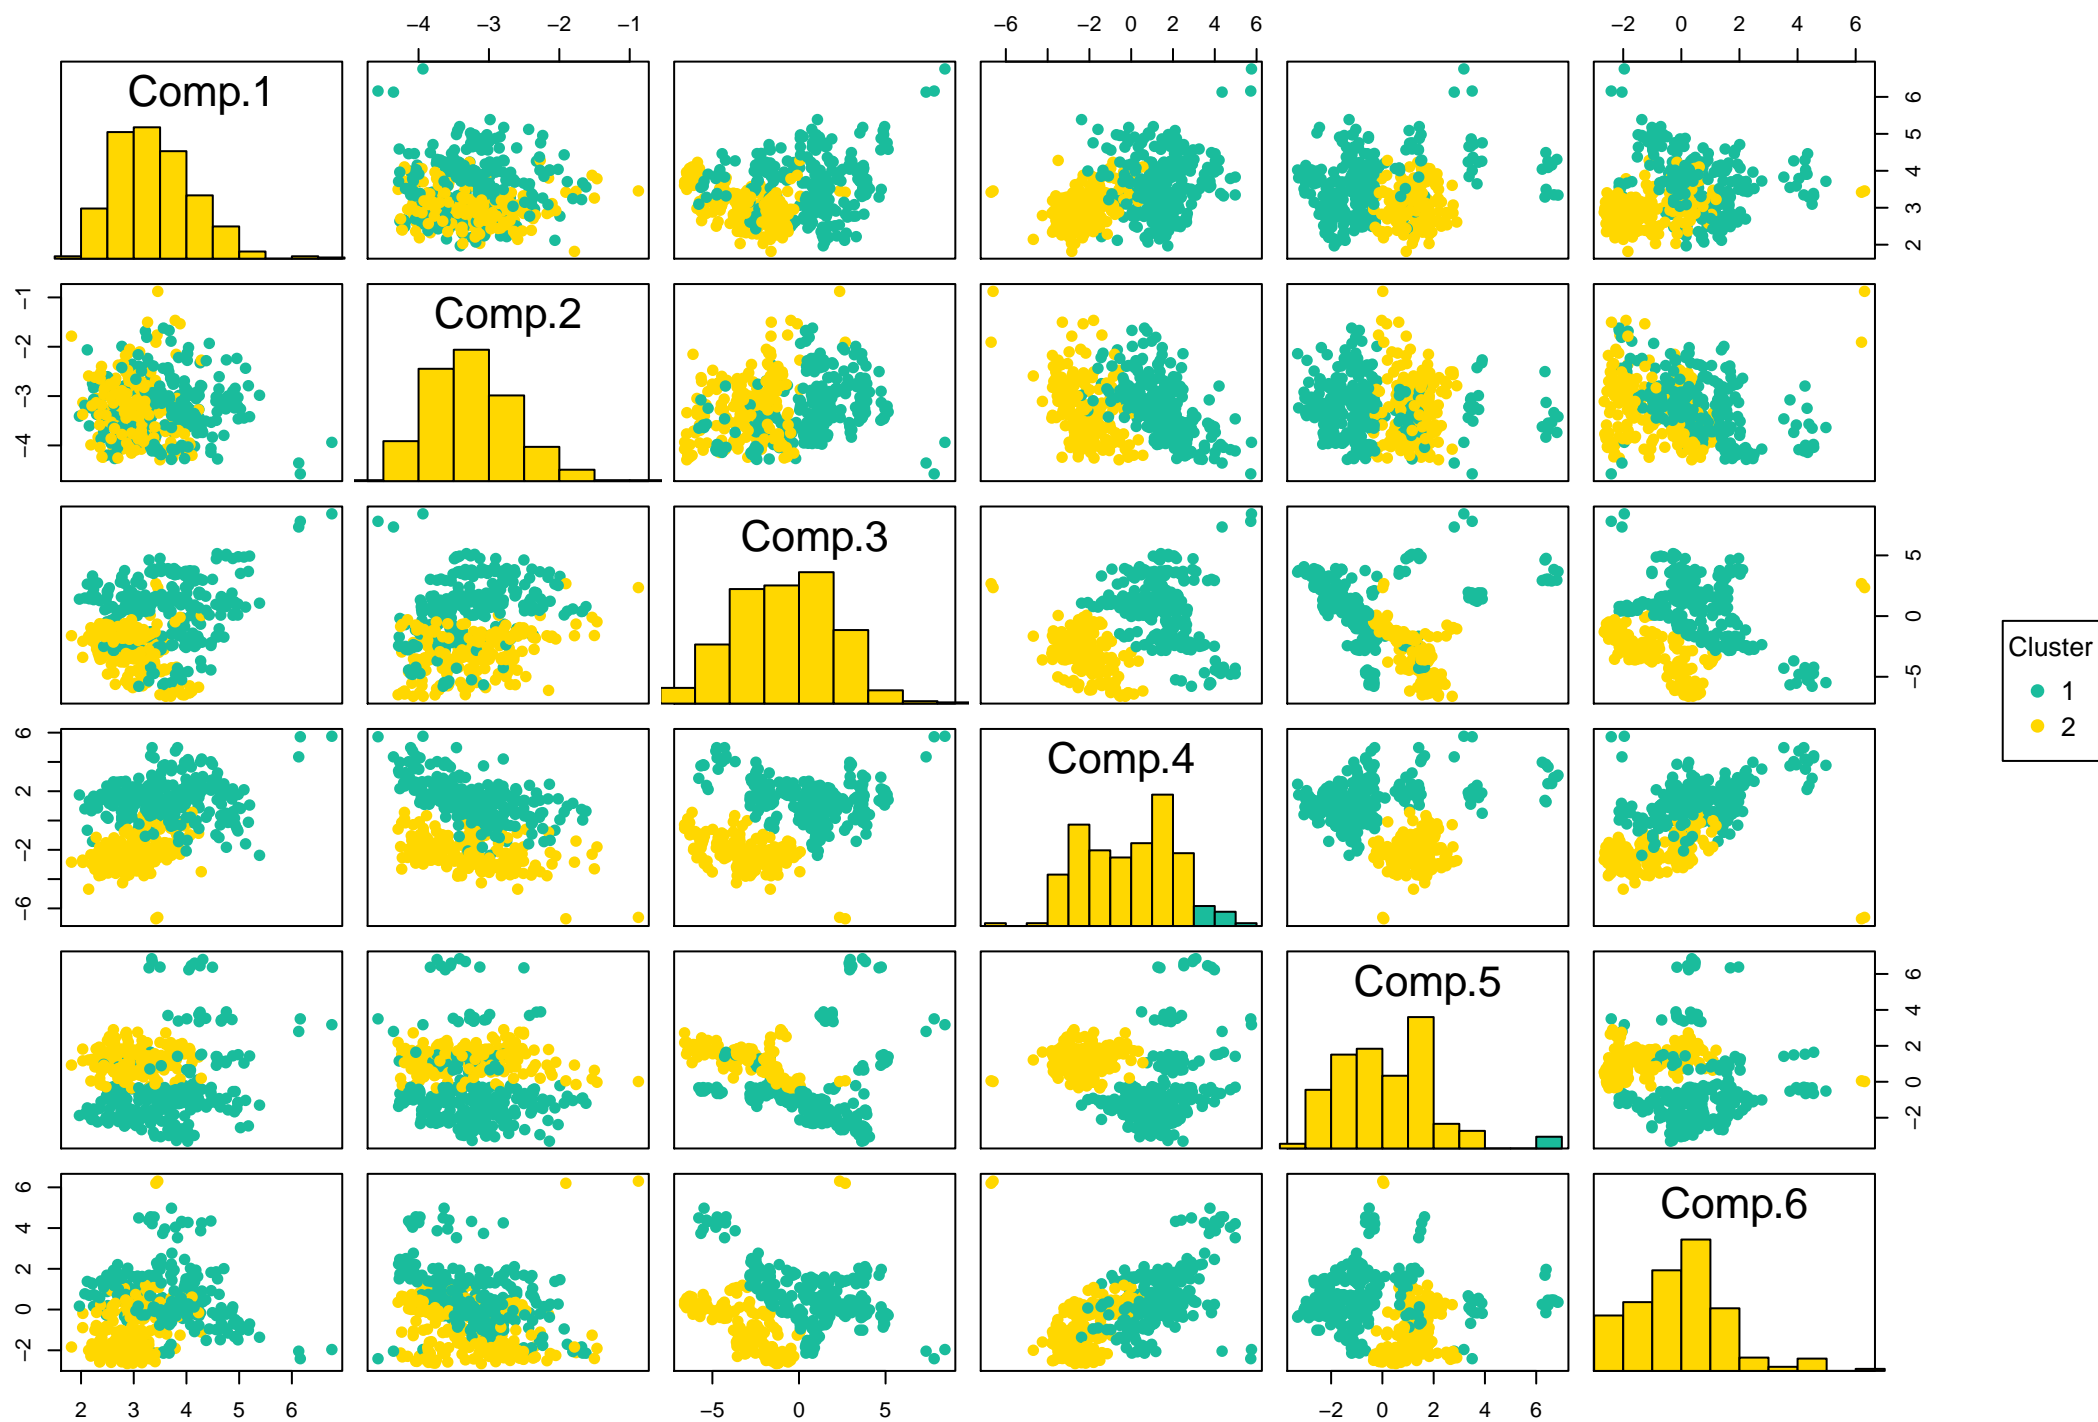 −4 −3 −2 −1 −6 −2 0 2 4 6 −2 0 2 4 6
Comp.1
2 3 4 5 6
−4 −3 −2 −1
Comp.2
Comp.3
−5 0 5
Cluster
1
2
−6 −2 2 6
Comp.4
Comp.5
−2 0 2 4 6
−2 0 2 4 6
Comp.6
2 3 4 5 6 −5 0 5 −2 0 2 4 6